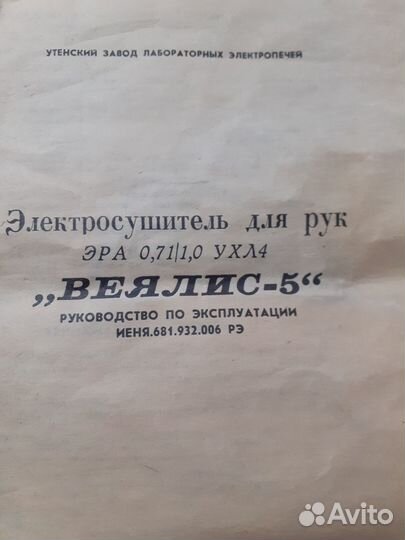 УТЕНСКИЙ ЗАВОД ЛАБОРАТОРНЫХ ЭЛЕКТРОПЕЧЕЙ
Электросушитель для рук
ЭРА 0,71|1,0 УХЛ4
„ВЕЯЛИС-5“
РУКОВОДСТВО ПО ЭКСПЛУАТАЦИИ
ИЕНЯ.681.932.006 РЭ
Avito